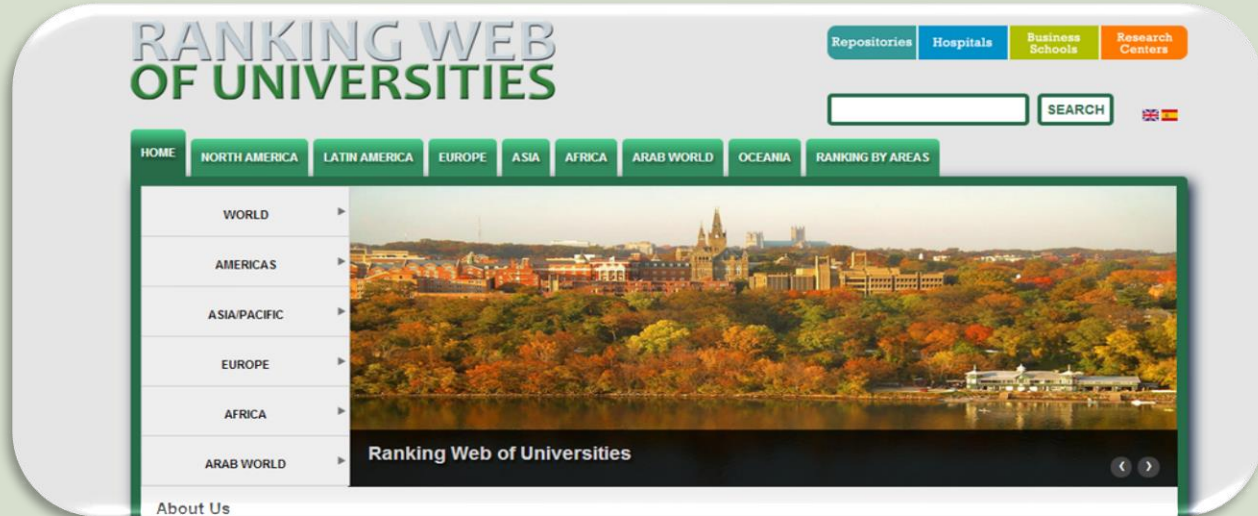 RANKING WEB
OF UNIVERSITIES
Repositories
Hospitals
Business
Schools
Research
Centers
SEARCH
HOME
NORTH AMERICA
LATIN AMERICA
EUROPE
ASIA
AFRICA
ARAB WORLD
OCEANIA
RANKING BY AREAS
WORLD
AMERICAS
ASIA/PACIFIC
EUROPE
AFRICA
ARAB WORLD
Ranking Web of Universities
About Us